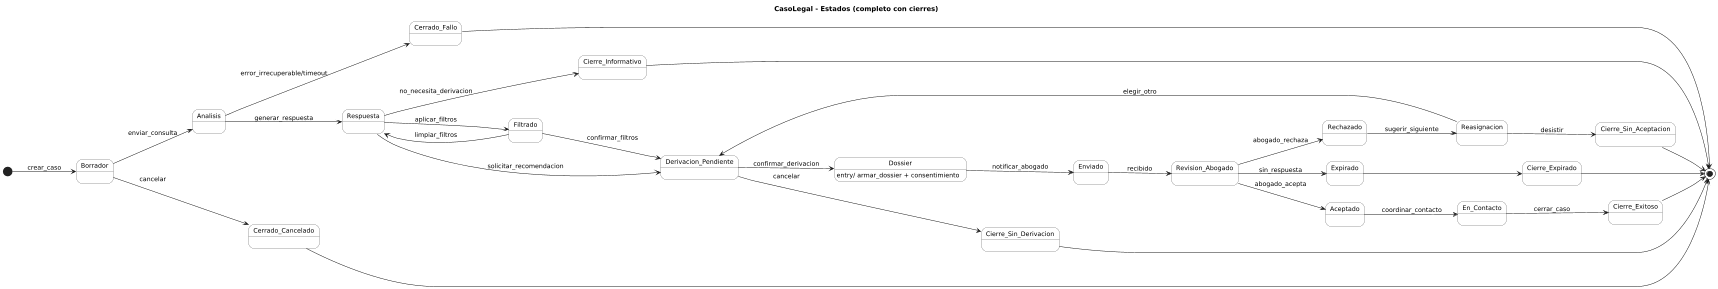 CasoLegal - Estados (completo con cierres)
Cerrado_Fallo
Cierre_Informativo
error_irrecuperable/timeout
no_necesita_derivacion
elegir_otro
Analisis
generar_respuesta
Respuesta
aplicar_filtros
Filtrado
limpiar_filtros
confirmar_filtros
enviar_consulta
Rechazado
sugerir_siguiente
Reasignacion
desistir
Cierre_Sin_Aceptacion
abogado_rechaza
crear_caso
Borrador
solicitar_recomendacion
Derivacion_Pendiente
confirmar_derivacion
Dossier
entry/ armar_dossier + consentimiento
notificar_abogado
Enviado
recibido
Revision_Abogado
sin_respuesta
Expirado
Cierre_Expirado
cancelar
cancelar
abogado_acepta
Aceptado
coordinar_contacto
En_Contacto
cerrar_caso
Cierre_Exitoso
Cerrado_Cancelado
Cierre_Sin_Derivacion